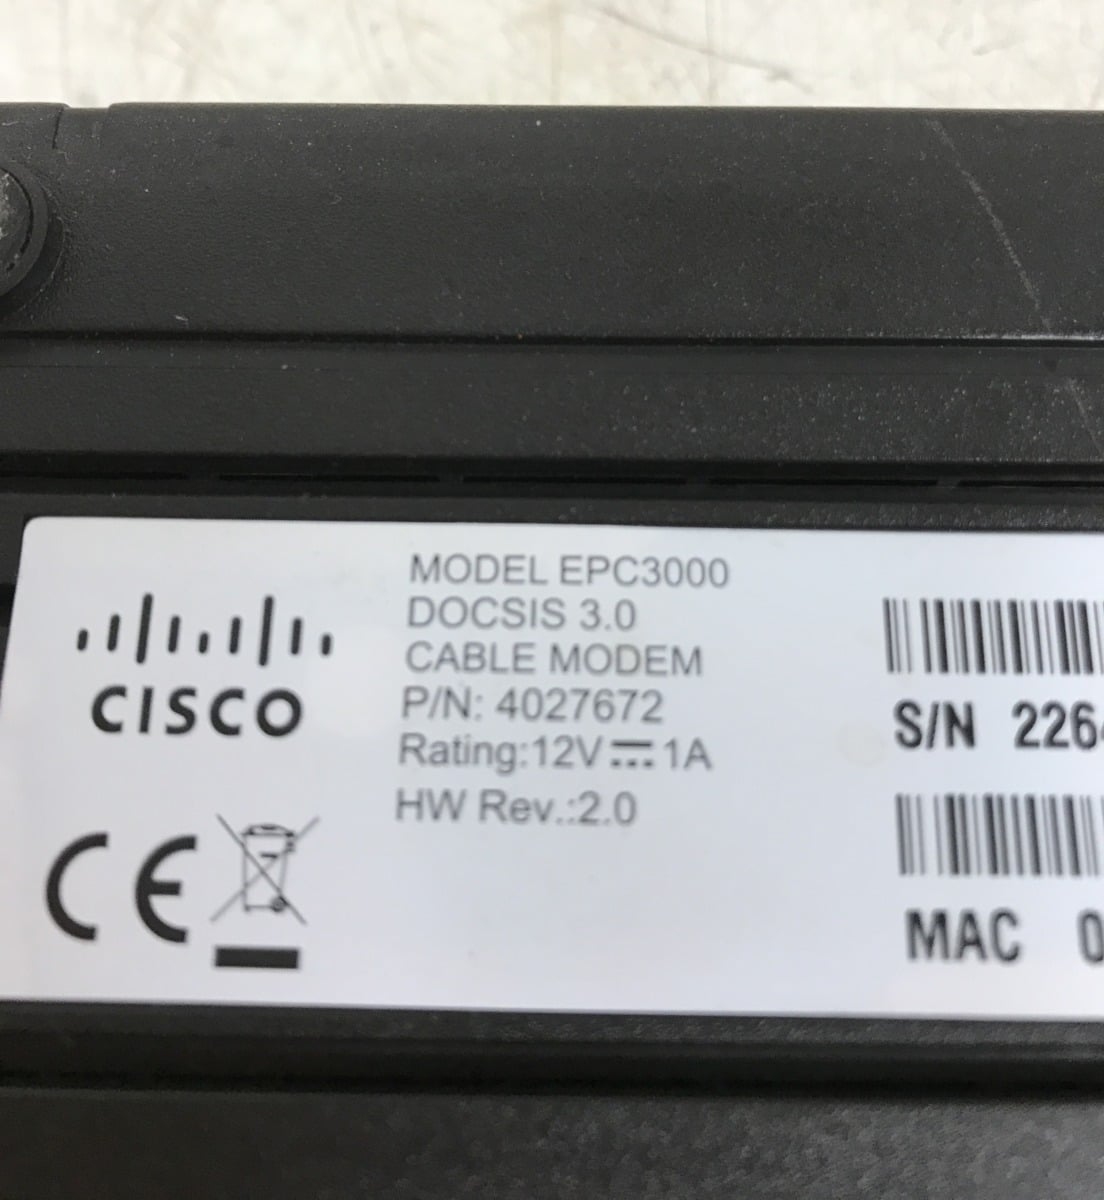 CISCO
CE
MODEL EPC3000
DOCSIS 3.0
CABLE MODEM
P/N: 4027672
Rating:12V⎓1A
HW Rev.:2.0
S/N 226
MAC 0